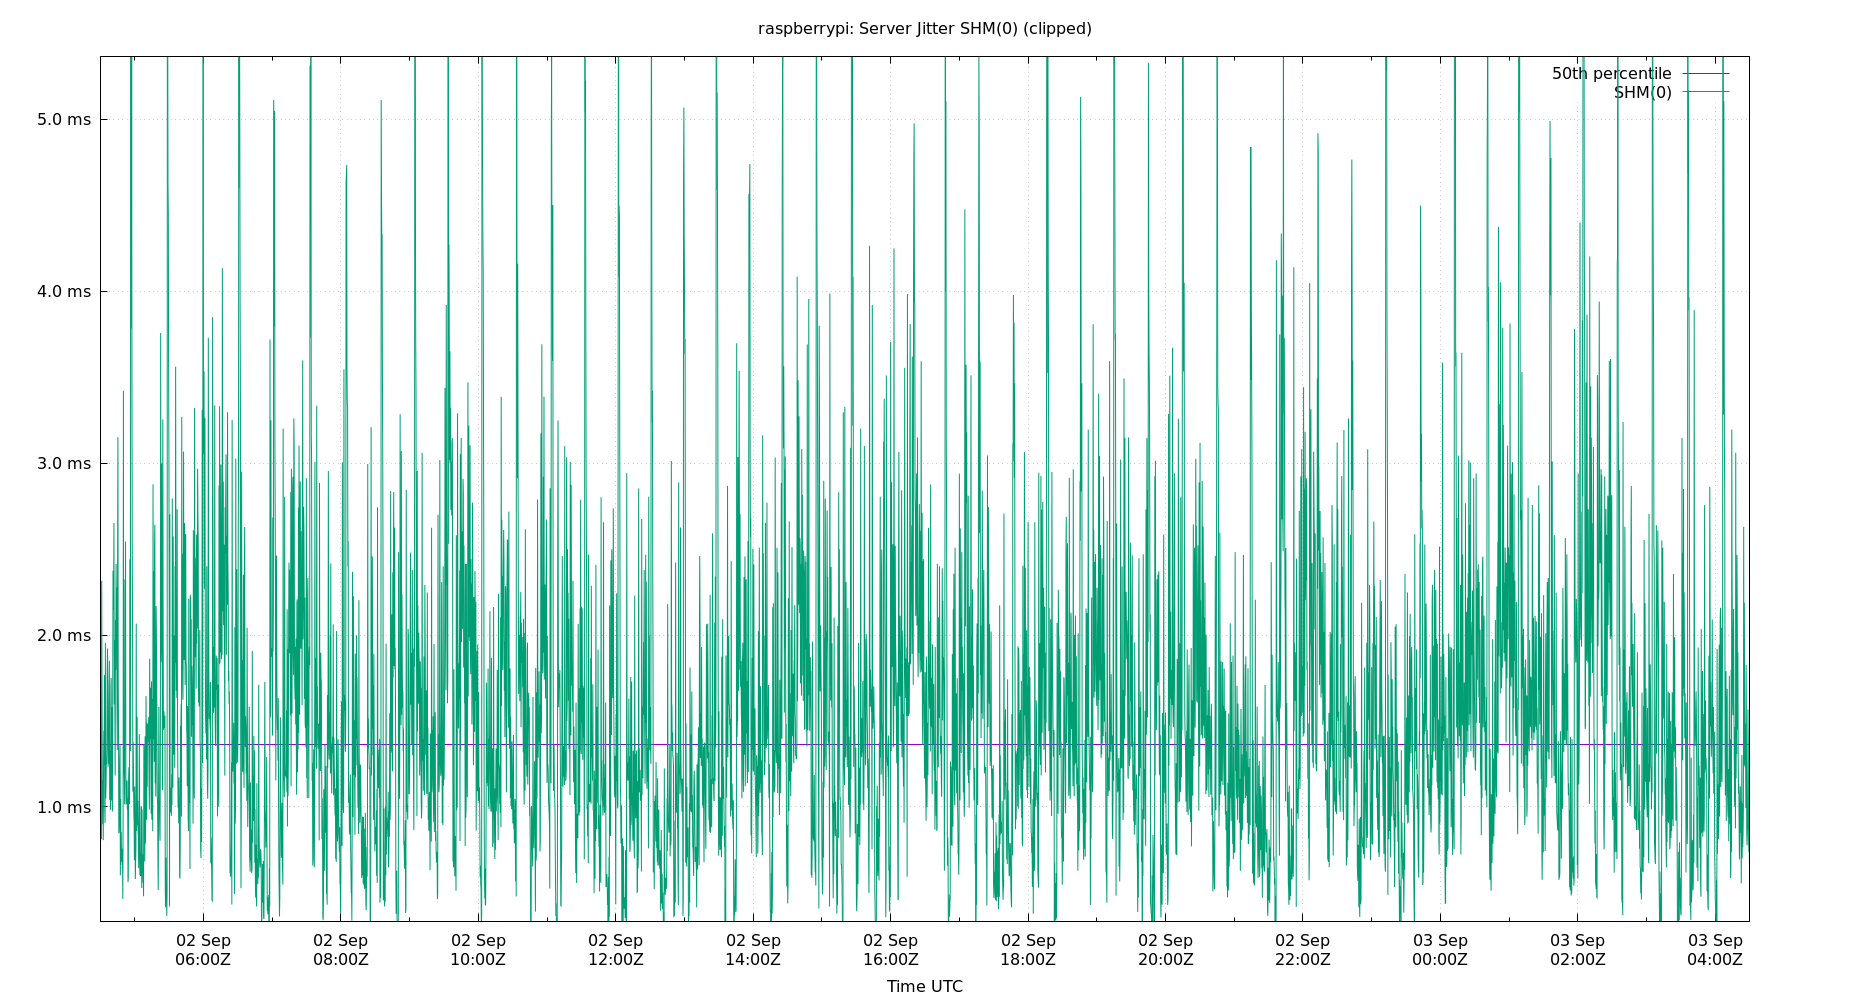 raspberrypi: Server Jitter SHM(0) (clipped)
50th percentile
SHM(0)
5.0 ms
4.0 ms
3.0 ms
2.0 ms
1.0 ms
02 Sep 02 Sep 02 Sep 02 Sep 02 Sep 02 Sep 02 Sep 02 Sep 02 Sep 03 Sep 03 Sep 03 Sep
06:00Z 08:00Z 10:00Z 12:00Z 14:00Z 16:00Z 18:00Z 20:00Z 22:00Z 00:00Z 02:00Z 04:00Z
Time UTC